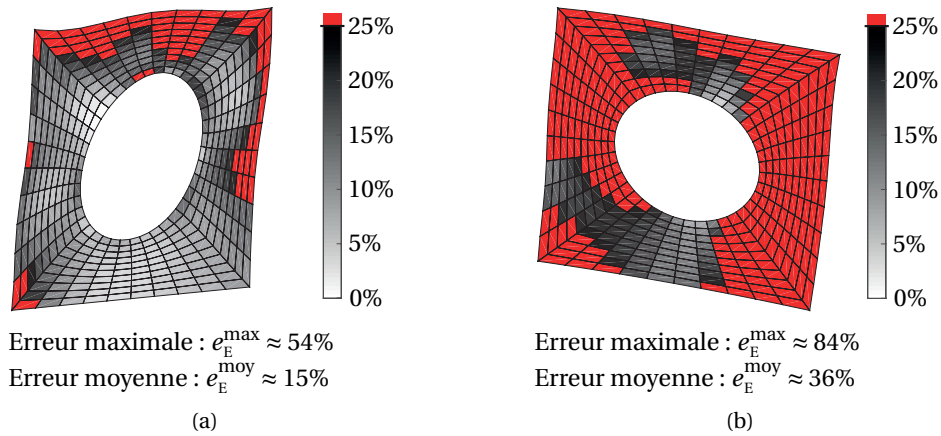 25%
20%
15%
10%
5%
0%
25%
20%
15%
10%
5%
0%
Erreur maximale : e_E^max ≈ 54%
Erreur moyenne : e_E^moy ≈ 15%
(a)
Erreur maximale : e_E^max ≈ 84%
Erreur moyenne : e_E^moy ≈ 36%
(b)